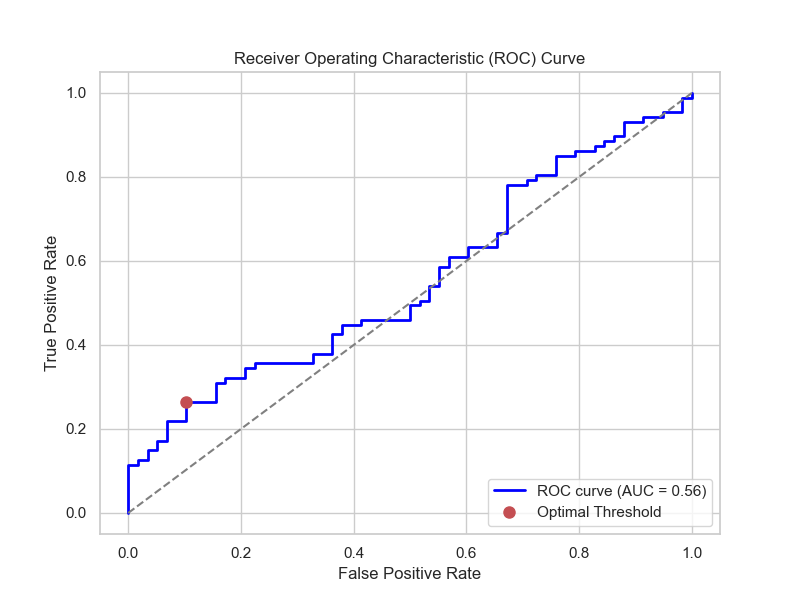 Receiver Operating Characteristic (ROC) Curve
True Positive Rate
1.0
0.8
0.6
0.4
0.2
0.0
0.0 0.2 0.4 0.6 0.8 1.0
False Positive Rate
ROC curve (AUC = 0.56)
Optimal Threshold